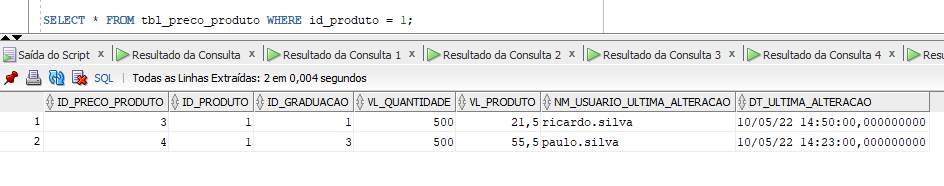 SELECT * FROM tbl_preco_produto WHERE id_produto = 1;
Saída do Script x Resultado da Consulta x Resultado da Consulta 1 x Resultado da Consulta 2 x Resultado da Consulta 3 x Resultado da Consulta 4 x Resu
SQL | Todas as Linhas Extraídas: 2 em 0,004 segundos
ID_PRECO_PRODUTO ID_PRODUTO ID_GRADUACAO VL_QUANTIDADE VL_PRODUTO NM_USUARIO_ULTIMA_ALTERACAO DT_ULTIMA_ALTERACAO
1 3 1 1 500 21,5 ricardo.silva 10/05/22 14:50:00,000000000
2 4 1 3 500 55,5 paulo.silva 10/05/22 14:23:00,000000000